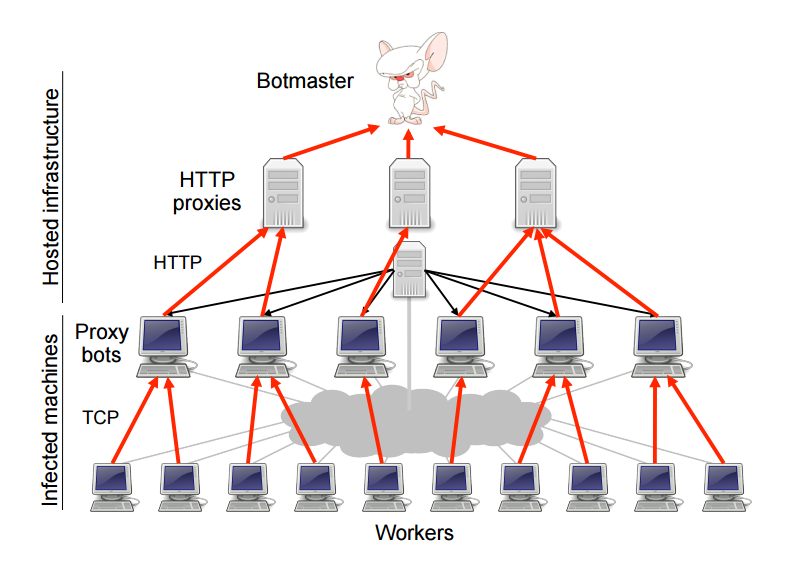 Botmaster
Hosted infrastructure
HTTP
proxies
HTTP
Proxy
bots
Infected machines
TCP
Workers